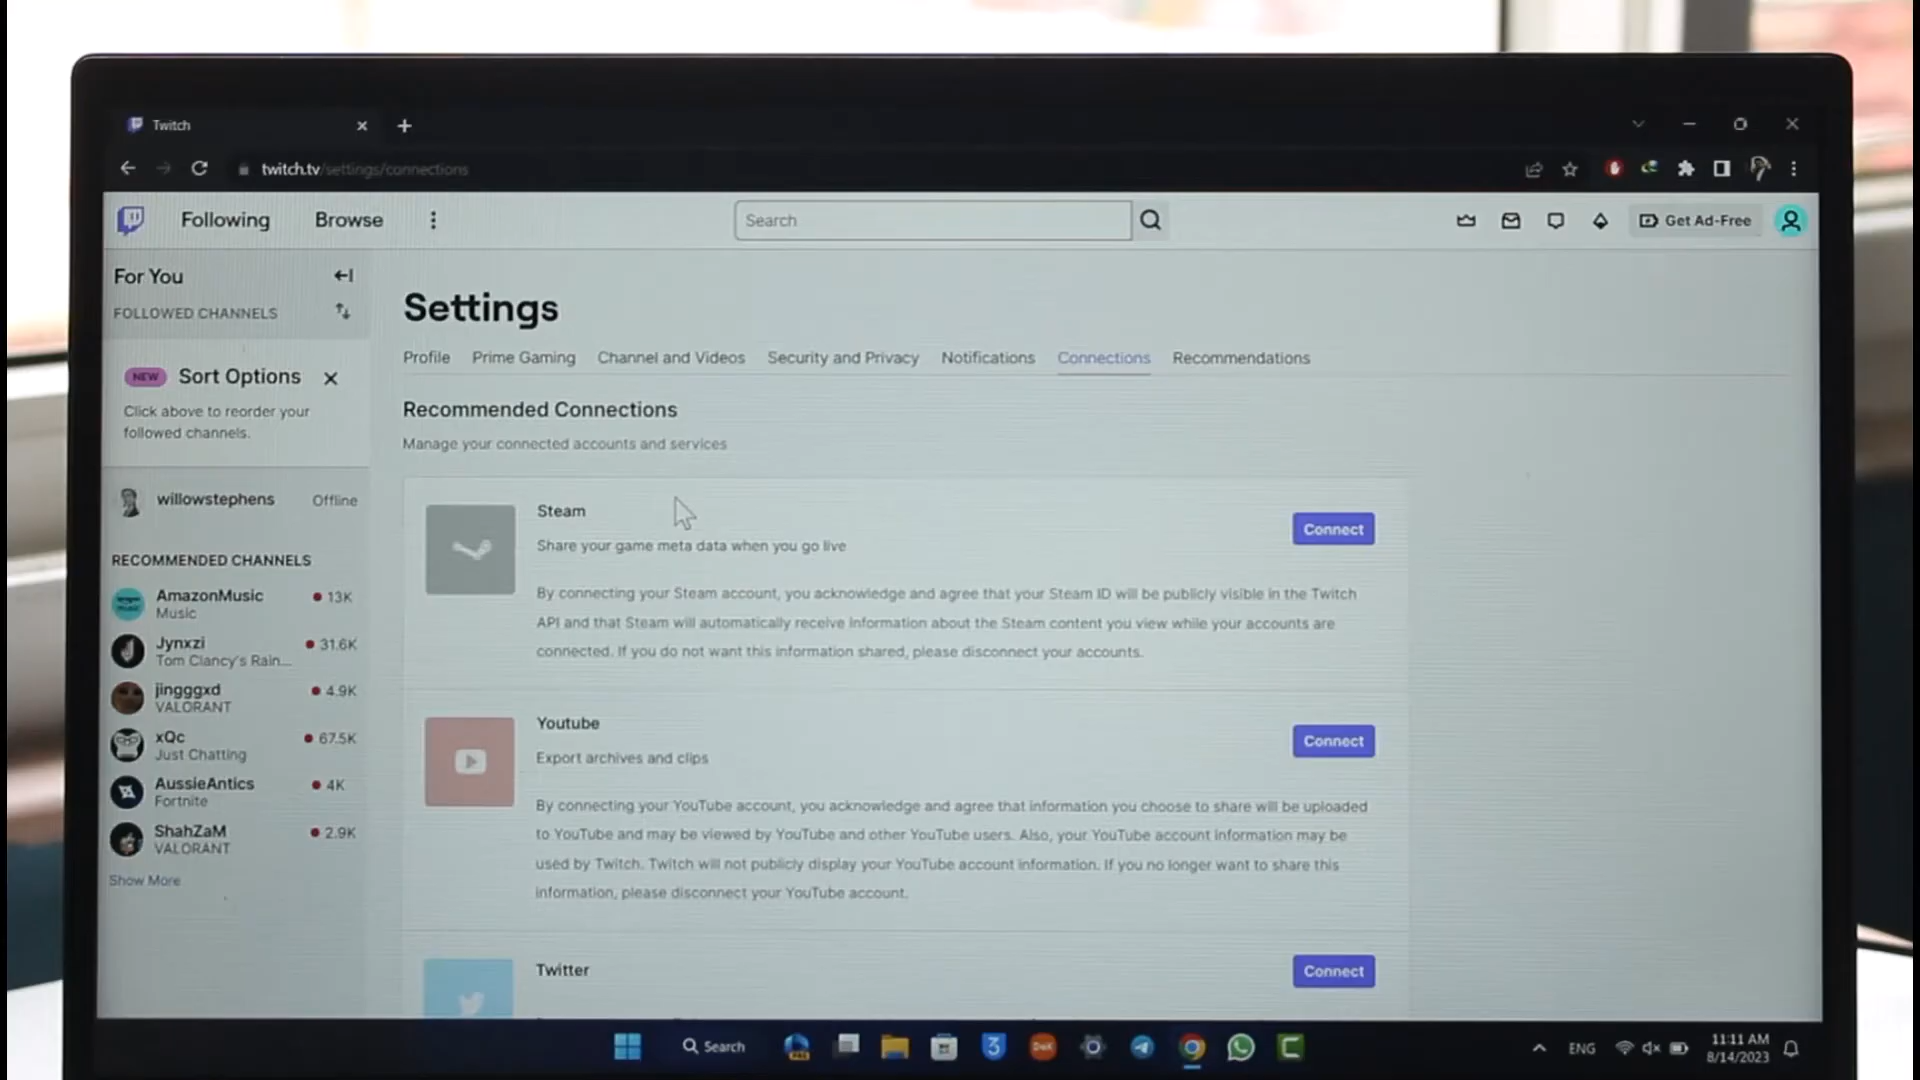 Twitch
twitch.tv/settings/connections
Following
Browse
Search
Get Ad-Free
For You
FOLLOWED CHANNELS
NEW
Sort Options
Click above to reorder your
followed channels.
willowstephens
Offline
RECOMMENDED CHANNELS
AmazonMusic
13K
Music
Jynxzi
31.6K
Tom Clancy's Rain...
jingggxd
4.9K
VALORANT
xQc
67.5K
Just Chatting
AussieAntics
4K
Fortnite
ShahZaM
2.9K
VALORANT
Show More
Settings
Profile
Prime Gaming
Channel and Videos
Security and Privacy
Notifications
Connections
Recommendations
Recommended Connections
Manage your connected accounts and services
Steam
Connect
Share your game meta data when you go live
By connecting your Steam account, you acknowledge and agree that your Steam ID will be publicly visible in the Twitch
API and that Steam will automatically receive information about the Steam content you view while your accounts are
connected. If you do not want this information shared, please disconnect your accounts.
Youtube
Connect
Export archives and clips
By connecting your YouTube account, you acknowledge and agree that information you choose to share will be uploaded
to YouTube and may be viewed by YouTube and other YouTube users. Also, your YouTube account information may be
used by Twitch. Twitch will not publicly display your YouTube account information. If you no longer want to share this
information, please disconnect your YouTube account.
Twitter
Connect
Search
ENG
11:11 AM
8/14/2023